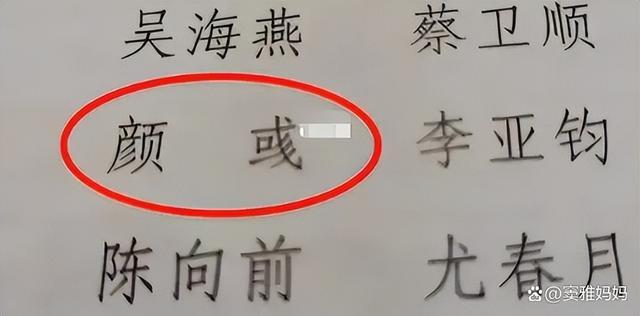 吴海燕 蔡卫顺
颜 彧 李亚钧
陈向前 尤春月
窦雅妈妈